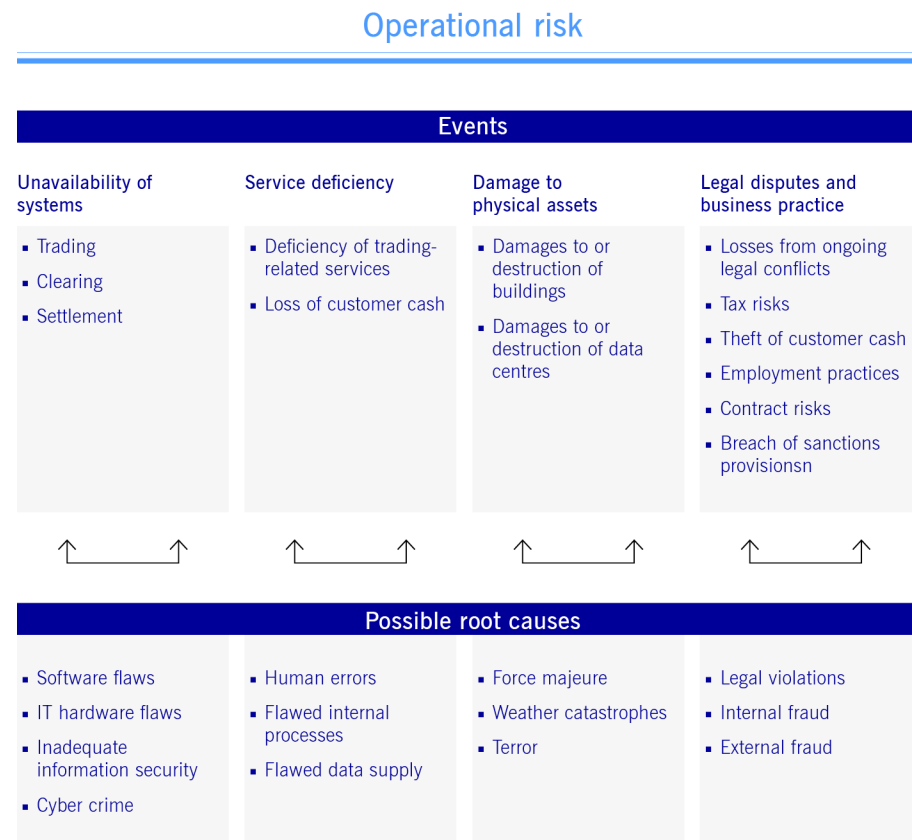 Operational risk
Events
Unavailability of
systems
Trading
Clearing
Settlement
Service deficiency
Deficiency of trading-
related services
Loss of customer cash
Damage to
physical assets
Damages to or
destruction of
buildings
Damages to or
destruction of data
centres
Legal disputes and
business practice
Losses from ongoing
legal conflicts
Tax risks
Theft of customer cash
Employment practices
Contract risks
Breach of sanctions
provisionsn
Possible root causes
Software flaws
IT hardware flaws
Inadequate
information security
Cyber crime
Human errors
Flawed internal
processes
Flawed data supply
Force majeure
Weather catastrophes
Terror
Legal violations
Internal fraud
External fraud